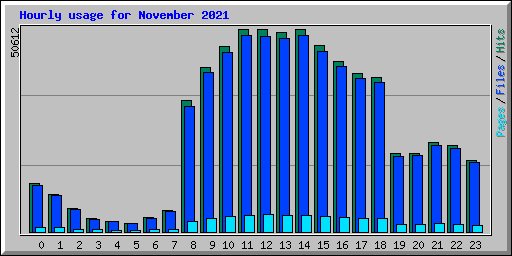 Hourly usage for November 2021
50612
Pages / Files / Hits
0 1 2 3 4 5 6 7 8 9 10 11 12 13 14 15 16 17 18 19 20 21 22 23